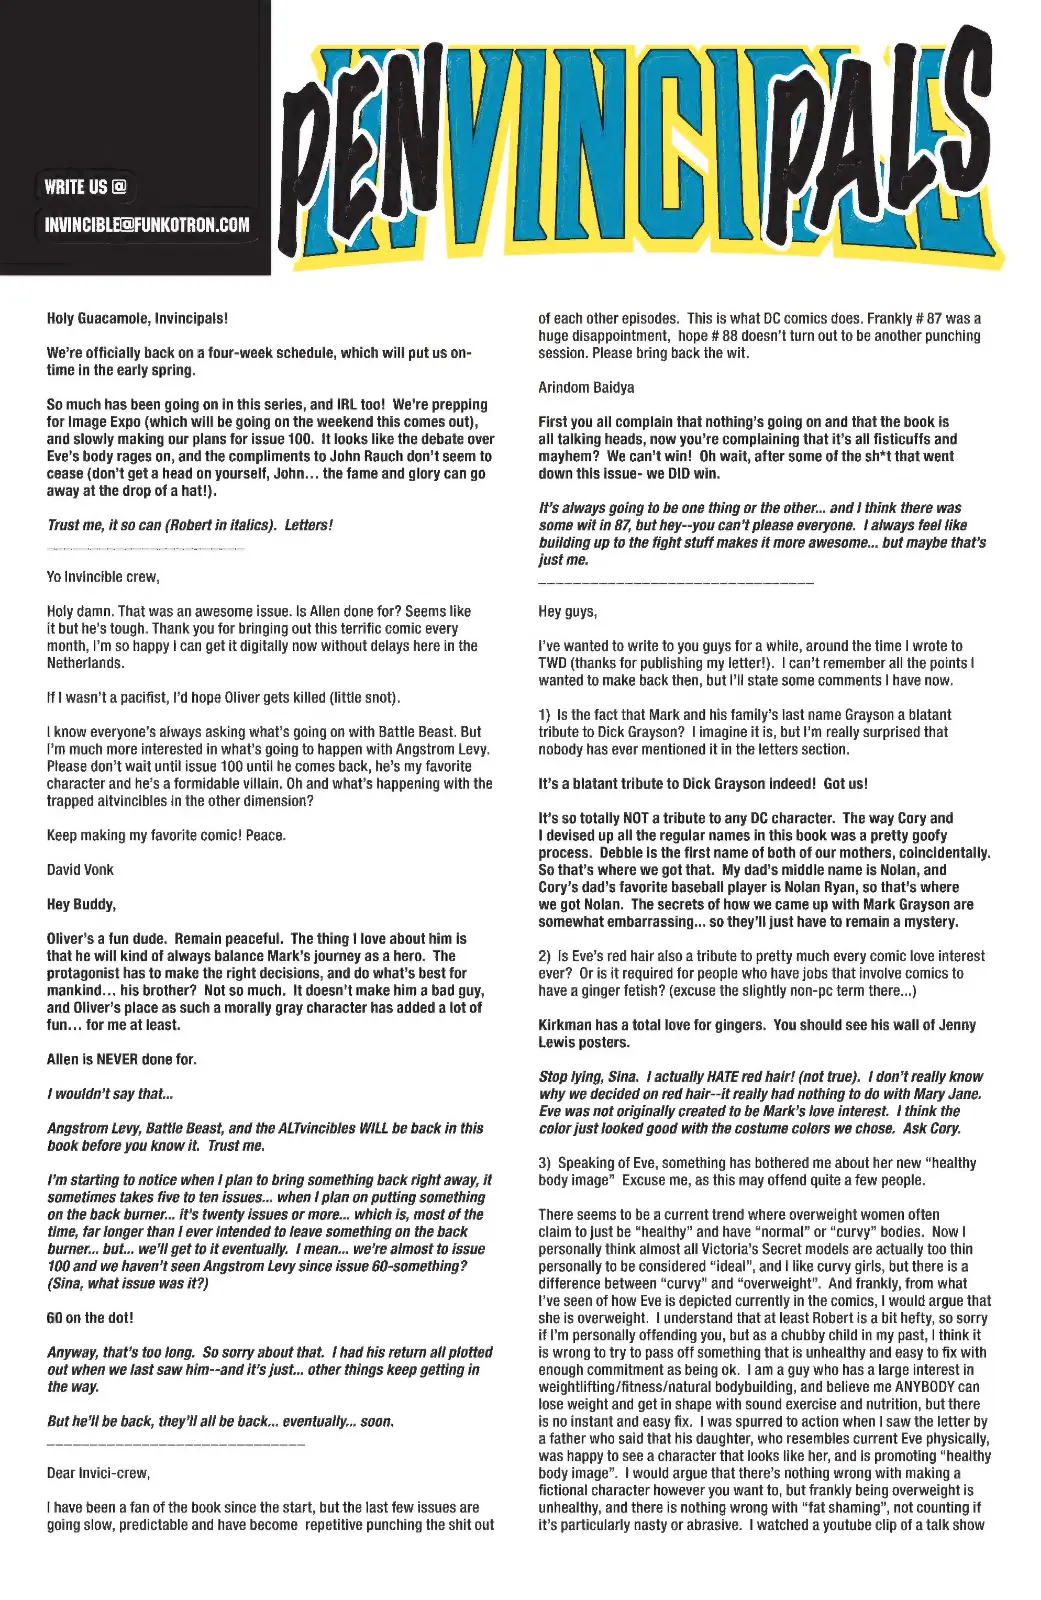 WRITE US @
INVINCIBLE@FUNKOTRON.COM
INVINCIBLE
PEN PALS
Holy Guacamole, Invincipals!
We're officially back on a four-week schedule, which will put us on-
time in the early spring.
So much has been going on in this series, and IRL too!  We're prepping
for Image Expo (which will be going on the weekend this comes out),
and slowly making our plans for issue 100.  It looks like the debate over
Eve's body rages on, and the compliments to John Rauch don't seem to
cease (don't get a head on yourself, John... the fame and glory can go
away at the drop of a hat!).
Trust me, it so can (Robert in italics).  Letters!
Yo Invincible crew,
Holy damn. That was an awesome issue. Is Allen done for? Seems like
it but he's tough. Thank you for bringing out this terrific comic every
month, I'm so happy I can get it digitally now without delays here in the
Netherlands.
If I wasn't a pacifist, I'd hope Oliver gets killed (little snot).
I know everyone's always asking what's going on with Battle Beast. But
I'm much more interested in what's going to happen with Angstrom Levy.
Please don't wait until issue 100 until he comes back, he's my favorite
character and he's a formidable villain. Oh and what's happening with the
trapped altvincibles in the other dimension?
Keep making my favorite comic! Peace.
David Vonk
Hey Buddy,
Oliver's a fun dude.  Remain peaceful.  The thing I love about him is
that he will kind of always balance Mark's journey as a hero.  The
protagonist has to make the right decisions, and do what's best for
mankind... his brother?  Not so much.  It doesn't make him a bad guy,
and Oliver's place as such a morally gray character has added a lot of
fun... for me at least.
Allen is NEVER done for.
I wouldn't say that...
Angstrom Levy, Battle Beast, and the ALTvincibles WILL be back in this
book before you know it.  Trust me.
I'm starting to notice when I plan to bring something back right away, it
sometimes takes five to ten issues... when I plan on putting something
on the back burner... it's twenty issues or more... which is, most of the
time, far longer than I ever intended to leave something on the back
burner... but... we'll get to it eventually.  I mean... we're almost to issue
100 and we haven't seen Angstrom Levy since issue 60-something?
(Sina, what issue was it?)
60 on the dot!
Anyway, that's too long.  So sorry about that.  I had his return all plotted
out when we last saw him--and it's just... other things keep getting in
the way.
But he'll be back, they'll all be back... eventually... soon.
Dear Invici-crew,
I have been a fan of the book since the start, but the last few issues are
going slow, predictable and have become  repetitive punching the shit out
of each other episodes.  This is what DC comics does. Frankly # 87 was a
huge disappointment,  hope # 88 doesn't turn out to be another punching
session. Please bring back the wit.
Arindom Baidya
First you all complain that nothing's going on and that the book is
all talking heads, now you're complaining that it's all fisticuffs and
mayhem?  We can't win!  Oh wait, after some of the sh*t that went
down this issue- we DID win.
It's always going to be one thing or the other... and I think there was
some wit in 87, but hey--you can't please everyone.  I always feel like
building up to the fight stuff makes it more awesome... but maybe that's
just me.
Hey guys,
I've wanted to write to you guys for a while, around the time I wrote to
TWD (thanks for publishing my letter!).  I can't remember all the points I
wanted to make back then, but I'll state some comments I have now.
1)  Is the fact that Mark and his family's last name Grayson a blatant
tribute to Dick Grayson?  I imagine it is, but I'm really surprised that
nobody has ever mentioned it in the letters section.
It's a blatant tribute to Dick Grayson indeed!  Got us!
It's so totally NOT a tribute to any DC character.  The way Cory and
I devised up all the regular names in this book was a pretty goofy
process.  Debbie is the first name of both of our mothers, coincidentally.
So that's where we got that.  My dad's middle name is Nolan, and
Cory's dad's favorite baseball player is Nolan Ryan, so that's where
we got Nolan.  The secrets of how we came up with Mark Grayson are
somewhat embarrassing... so they'll just have to remain a mystery.
2)  Is Eve's red hair also a tribute to pretty much every comic love interest
ever?  Or is it required for people who have jobs that involve comics to
have a ginger fetish? (excuse the slightly non-pc term there...)
Kirkman has a total love for gingers.  You should see his wall of Jenny
Lewis posters.
Stop lying, Sina.  I actually HATE red hair! (not true).  I don't really know
why we decided on red hair--it really had nothing to do with Mary Jane.
Eve was not originally created to be Mark's love interest.  I think the
color just looked good with the costume colors we chose.  Ask Cory.
3)  Speaking of Eve, something has bothered me about her new "healthy
body image"  Excuse me, as this may offend quite a few people.
There seems to be a current trend where overweight women often
claim to just be "healthy" and have "normal" or "curvy" bodies.  Now I
personally think almost all Victoria's Secret models are actually too thin
personally to be considered "ideal", and I like curvy girls, but there is a
difference between "curvy" and "overweight".  And frankly, from what
I've seen of how Eve is depicted currently in the comics, I would argue that
she is overweight.  I understand that at least Robert is a bit hefty, so sorry
if I'm personally offending you, but as a chubby child in my past, I think it
is wrong to try to pass off something that is unhealthy and easy to fix with
enough commitment as being ok.  I am a guy who has a large interest in
weightlifting/fitness/natural bodybuilding, and believe me ANYBODY can
lose weight and get in shape with sound exercise and nutrition, but there
is no instant and easy fix.  I was spurred to action when I saw the letter by
a father who said that his daughter, who resembles current Eve physically,
was happy to see a character that looks like her, and is promoting "healthy
body image".  I would argue that there's nothing wrong with making a
fictional character however you want to, but frankly being overweight is
unhealthy, and there is nothing wrong with "fat shaming", not counting if
it's particularly nasty or abrasive.  I watched a youtube clip of a talk show